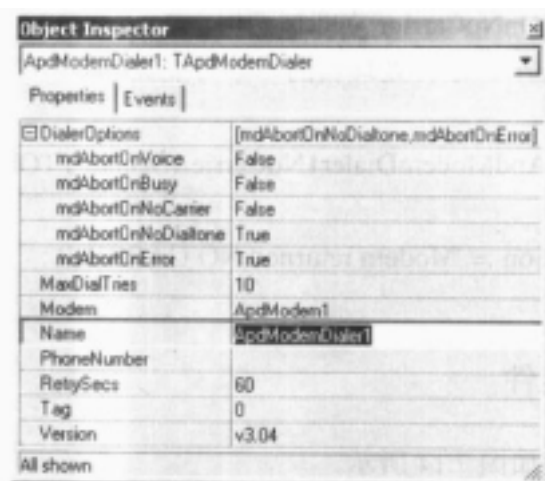 Object Inspector
ApdModemDialer1: TApdModemDialer
Properties Events
DialerOptions [mdAbortOnNoDialtone,mdAbortOnError]
mdAbortOnVoice False
mdAbortOnBusy False
mdAbortOnNoCarrier False
mdAbortOnNoDialtone True
mdAbortOnError True
MaxDialTries 10
Modem ApdModem1
Name ApdModemDialer1
PhoneNumber
RetrySecs 60
Tag 0
Version v3.04
All shown